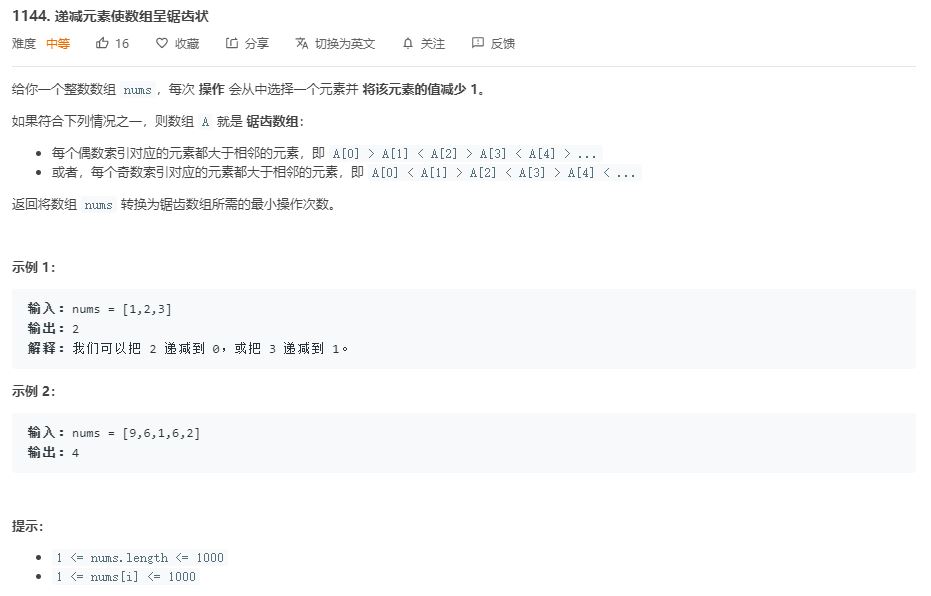 1144. 递减元素使数组呈锯齿状
难度 中等 16 收藏 分享 切换为英文 关注 反馈
给你一个整数数组 nums，每次 操作 会从中选择一个元素并 将该元素的值减少 1。
如果符合下列情况之一，则数组 A 就是 锯齿数组：
• 每个偶数索引对应的元素都大于相邻的元素，即 A[0] > A[1] < A[2] > A[3] < A[4] > ...
• 或者，每个奇数索引对应的元素都大于相邻的元素，即 A[0] < A[1] > A[2] < A[3] > A[4] < ...
返回将数组 nums 转换为锯齿数组所需的最小操作次数。
示例 1：
输入：nums = [1,2,3]
输出：2
解释：我们可以把 2 递减到 0，或把 3 递减到 1。
示例 2：
输入：nums = [9,6,1,6,2]
输出：4
提示：
• 1 <= nums.length <= 1000
• 1 <= nums[i] <= 1000